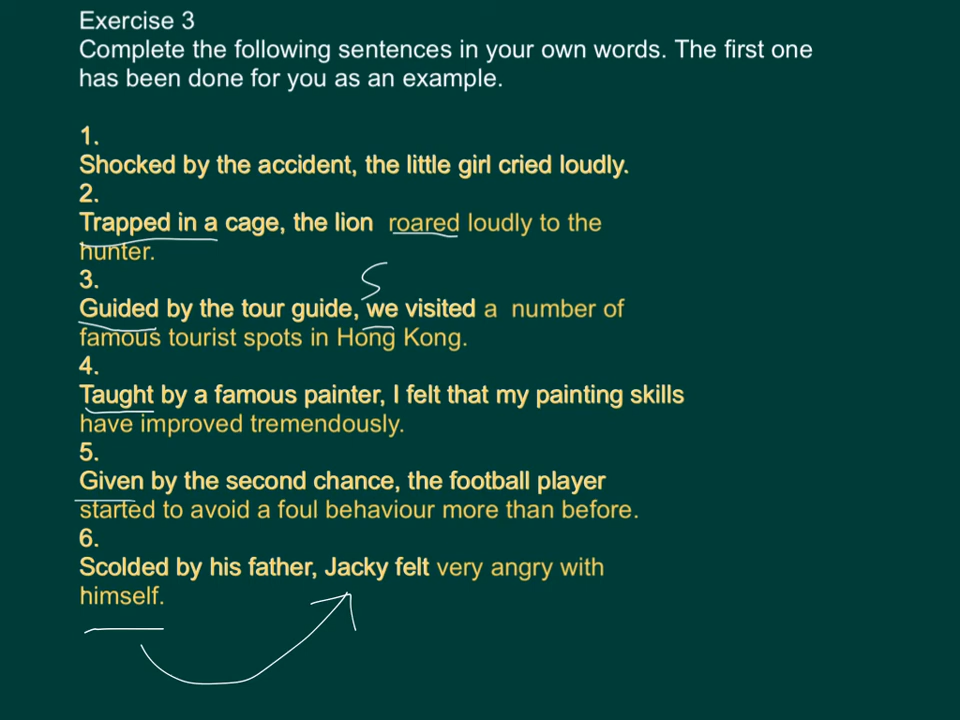 Exercise 3
Complete the following sentences in your own words. The first one
has been done for you as an example.
1.
Shocked by the accident, the little girl cried loudly.
2.
Trapped in a cage, the lion roared loudly to the
hunter.
3.
S
Guided by the tour guide, we visited a number of
famous tourist spots in Hong Kong.
4.
Taught by a famous painter, I felt that my painting skills
have improved tremendously.
5.
Given by the second chance, the football player
started to avoid a foul behaviour more than before.
6.
Scolded by his father, Jacky felt very angry with
himself.